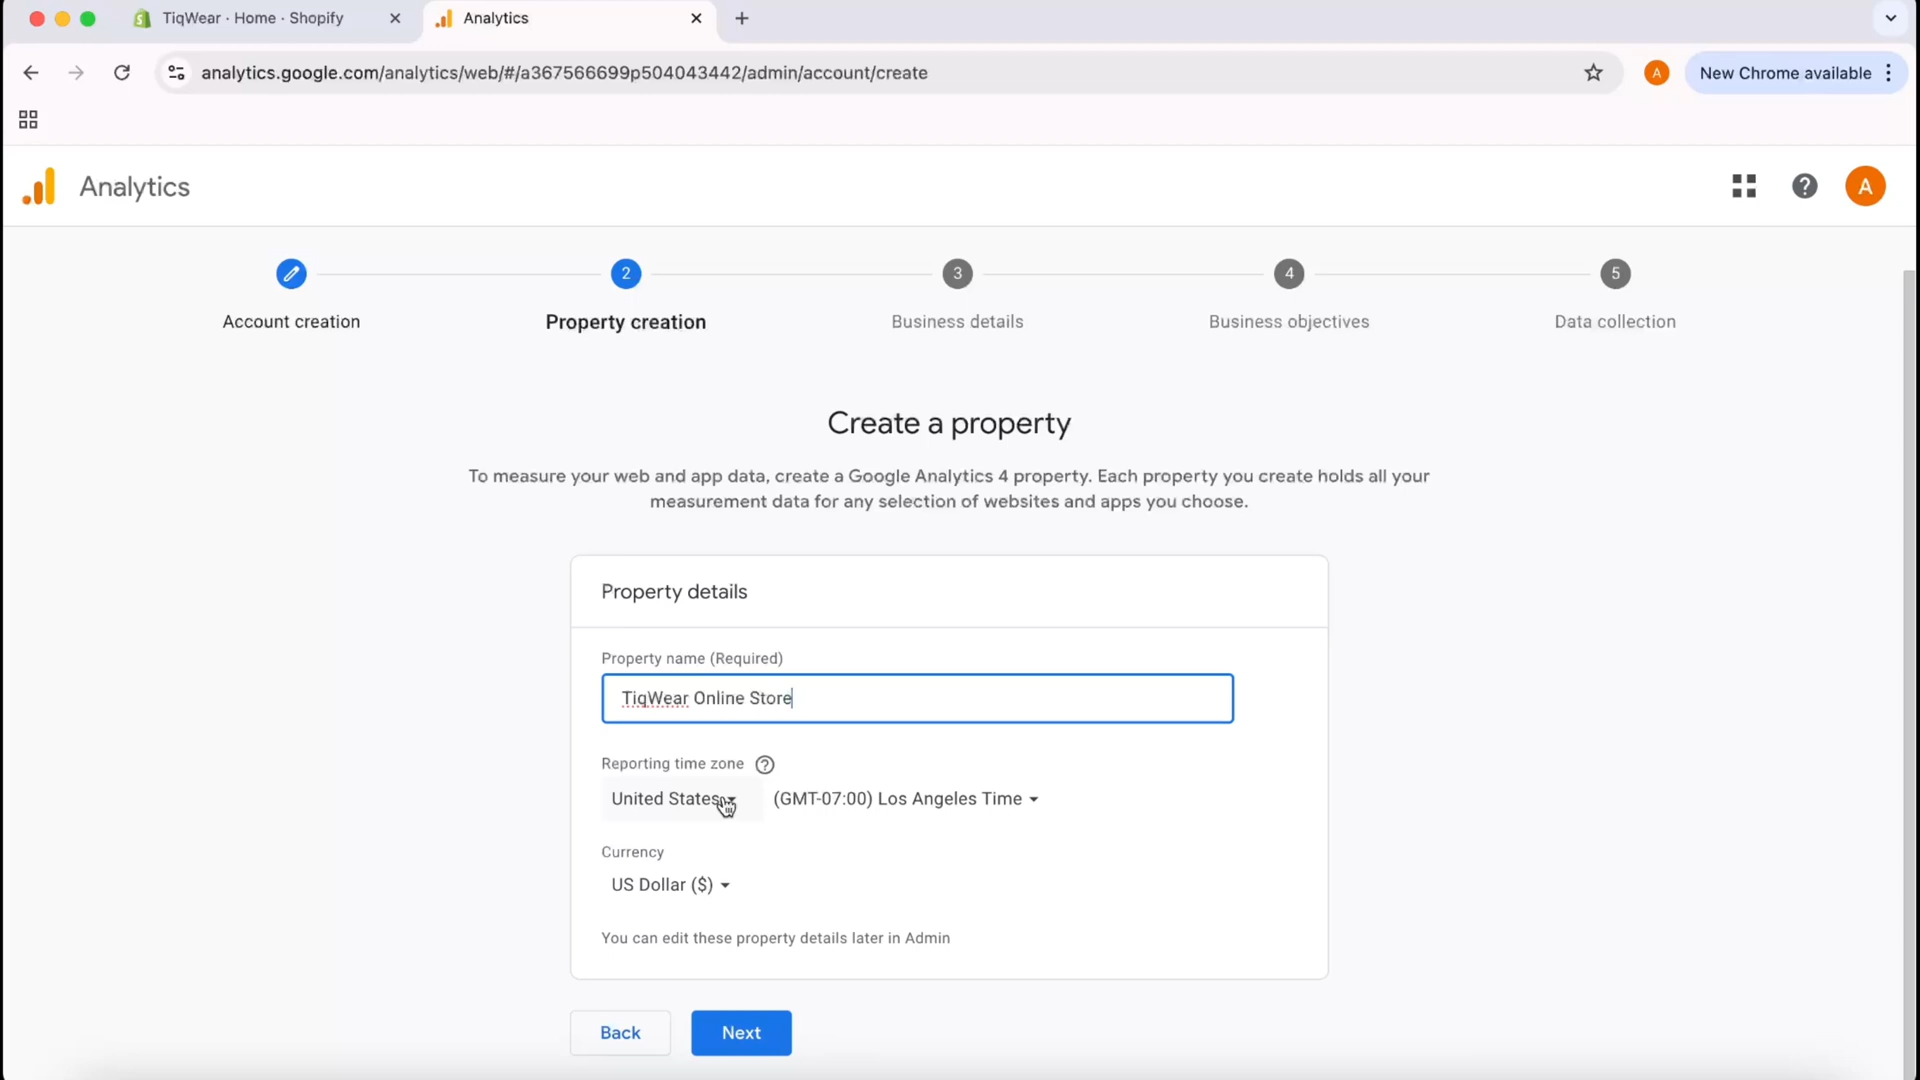 TiqWear · Home · Shopify
Analytics
analytics.google.com/analytics/web/#/a367566699p504043442/admin/account/create
A
New Chrome available
Analytics
A
2
3
4
5
Account creation
Property creation
Business details
Business objectives
Data collection
Create a property
To measure your web and app data, create a Google Analytics 4 property. Each property you create holds all your
measurement data for any selection of websites and apps you choose.
Property details
Property name (Required)
TiqWear Online Store
Reporting time zone
United States
(GMT-07:00) Los Angeles Time
Currency
US Dollar ($)
You can edit these property details later in Admin
Back
Next